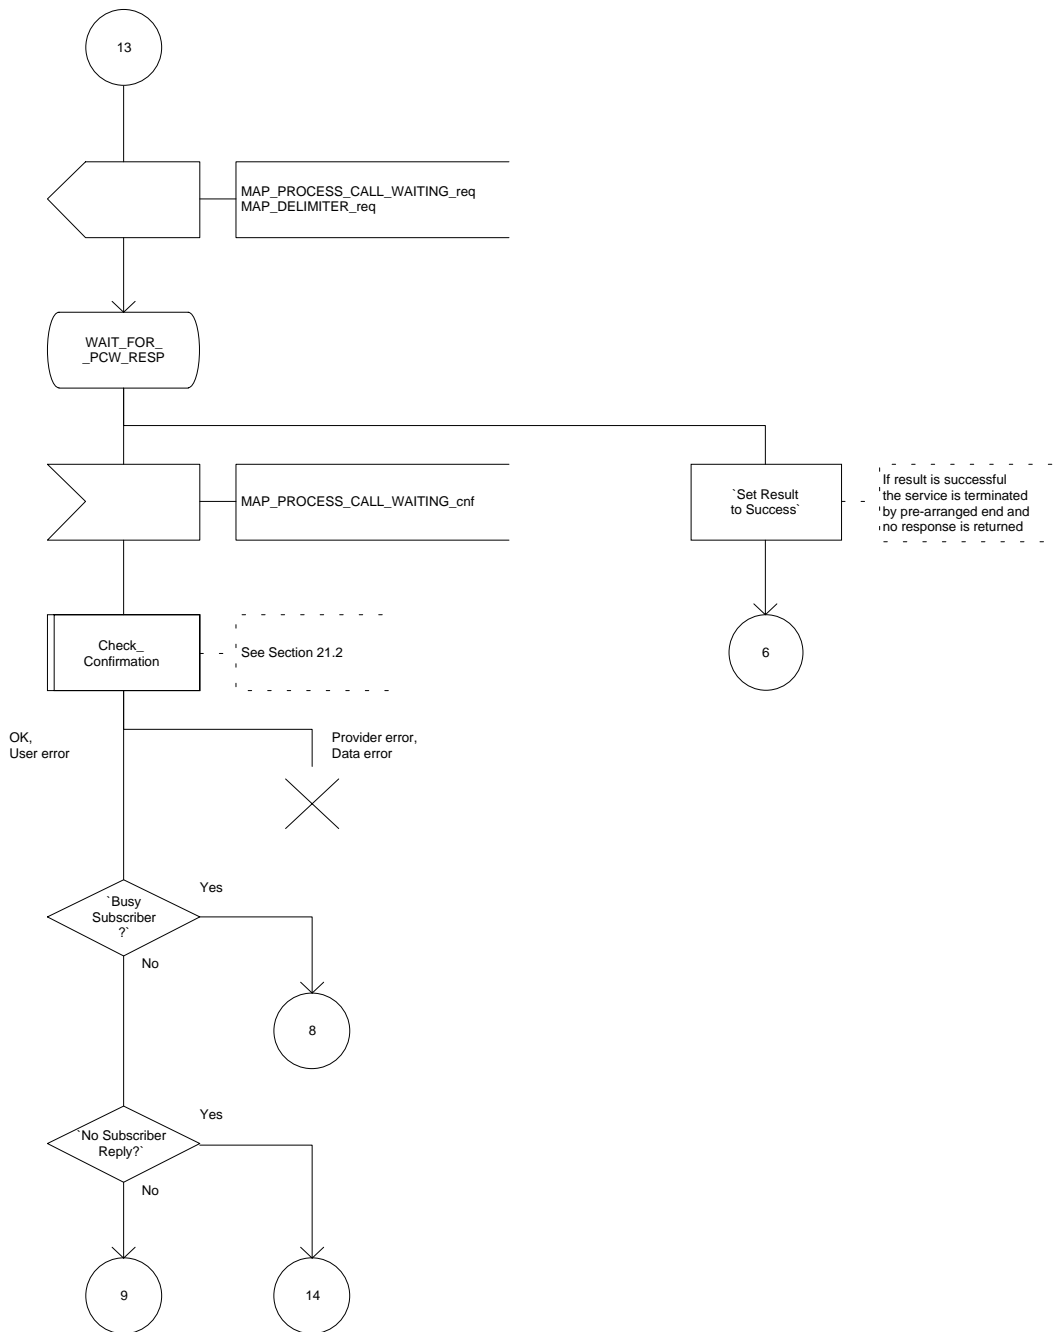 13
MAP_PROCESS_CALL_WAITING_req
MAP_DELIMITER_req
WAIT_FOR_
_PCW_RESP
MAP_PROCESS_CALL_WAITING_cnf
`Set Result
to Success`
If result is successful
the service is terminated
by pre-arranged end and
no response is returned
Check_
Confirmation
See Section 21.2
6
OK,
User error
Provider error,
Data error
`Busy
Subscriber
?`
Yes
No
8
`No Subscriber
Reply?`
Yes
No
9
14